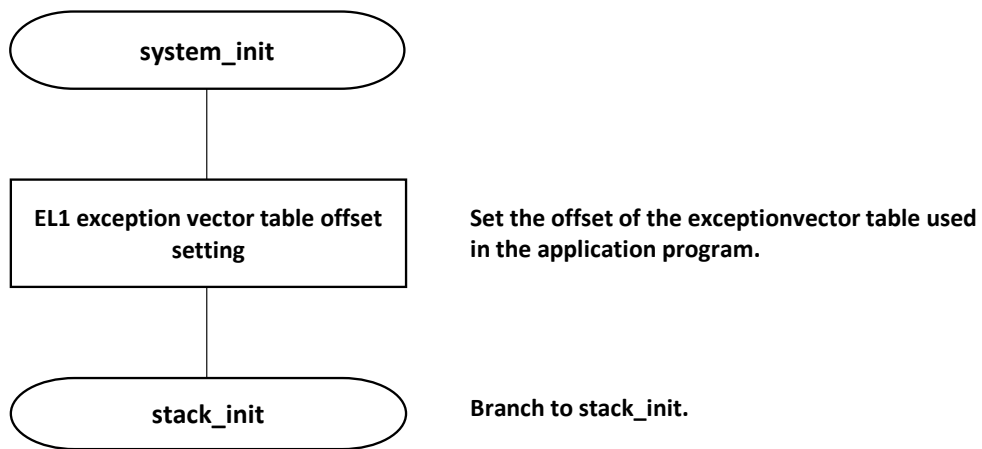 system_init
EL1 exception vector table offset
setting
Set the offset of the exceptionvector table used
in the application program.
stack_init
Branch to stack_init.